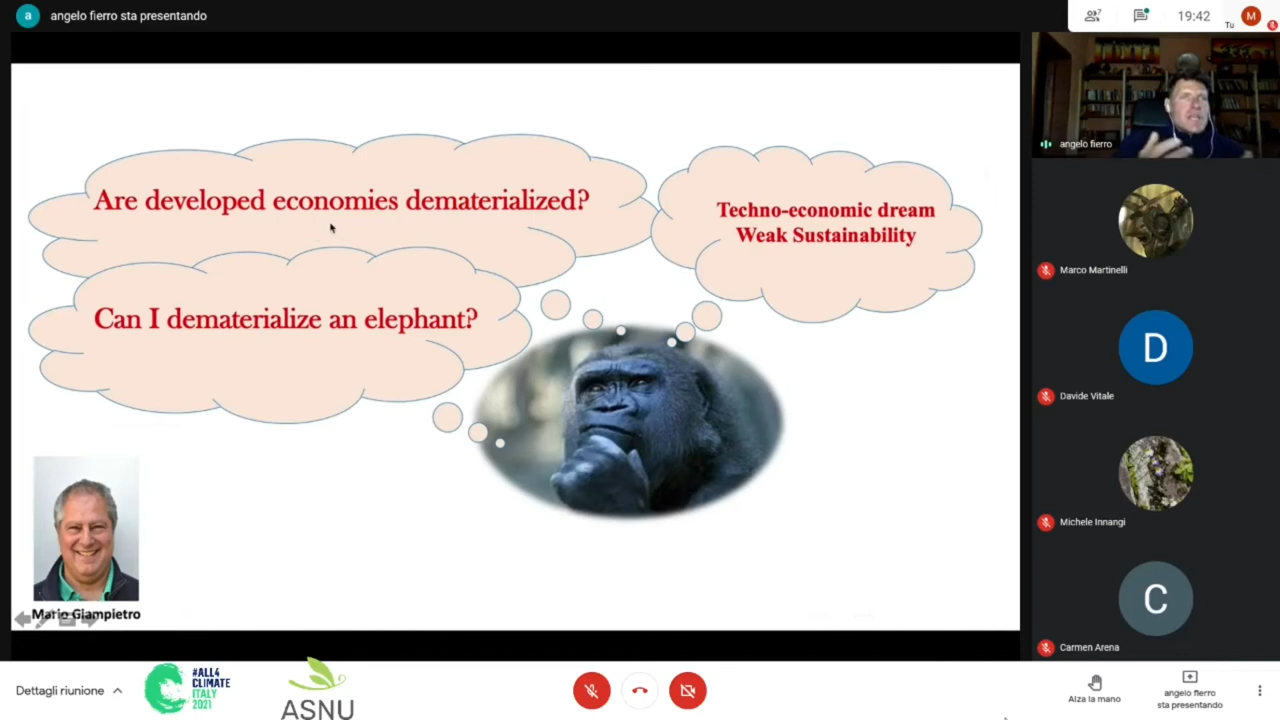 a
angelo fierro sta presentando
7
19:42
Tu
M
Are developed economies dematerialized?
Techno-economic dream
Weak Sustainability
Can I dematerialize an elephant?
Mario Giampietro
angelo fierro
Marco Martinelli
D
Davide Vitale
Michele Innangi
C
Carmen Arena
Dettagli riunione
#ALL4
CLIMATE
ITALY
2021
ASNU
Alza la mano
angelo fierro
sta presentando